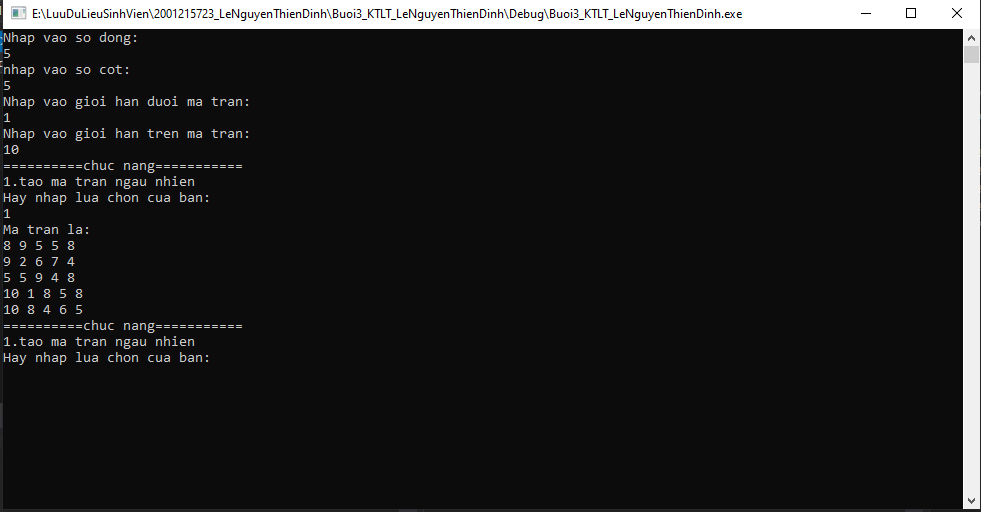 E:\LuuDuLieuSinhVien\2001215723_LeNguyenThienDinh\Buoi3_KTLT_LeNguyenThienDinh\Debug\Buoi3_KTLT_LeNguyenThienDinh.exe
Nhap vao so dong:
5
nhap vao so cot:
5
Nhap vao gioi han duoi ma tran:
1
Nhap vao gioi han tren ma tran:
10
==========chuc nang===========
1.tao ma tran ngau nhien
Hay nhap lua chon cua ban:
1
Ma tran la:
8 9 5 5 8
9 2 6 7 4
5 5 9 4 8
10 1 8 5 8
10 8 4 6 5
==========chuc nang===========
1.tao ma tran ngau nhien
Hay nhap lua chon cua ban: